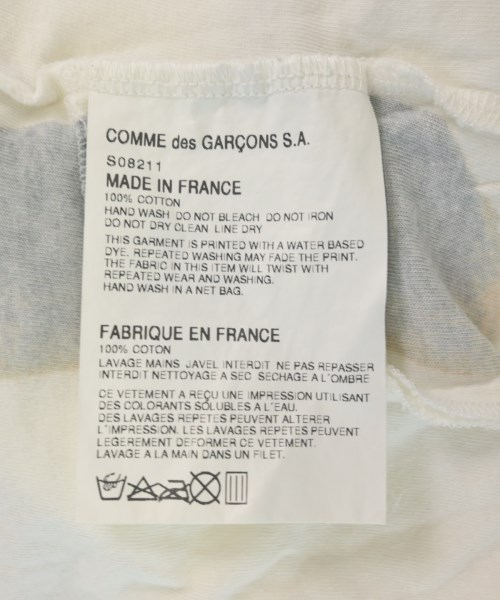 COMME des GARÇONS S.A.
S08211
MADE IN FRANCE
100% COTTON
HAND WASH DO NOT BLEACH DO NOT IRON
DO NOT DRY CLEAN LINE DRY
THIS GARMENT IS PRINTED WITH A WATER BASED
DYE. REPEATED WASHING MAY FADE THE PRINT.
THE FABRIC IN THIS ITEM WILL TWIST WITH
REPEATED WEAR AND WASHING.
HAND WASH IN A NET BAG.
FABRIQUE EN FRANCE
100% COTON
LAVAGE MAINS JAVEL INTERDIT NE PAS REPASSER
INTERDIT NETTOYAGE A SEC SECHAGE A L'OMBRE
CE VETEMENT A REÇU UNE IMPRESSION UTILISANT
DES COLORANTS SOLUBLES A L'EAU.
DES LAVAGES REPETES PEUVENT ALTERER
L'IMPRESSION. LES LAVAGES REPETES PEUVENT
LEGEREMENT DEFORMER CE VETEMENT.
LAVAGE A LA MAIN DANS UN FILET.